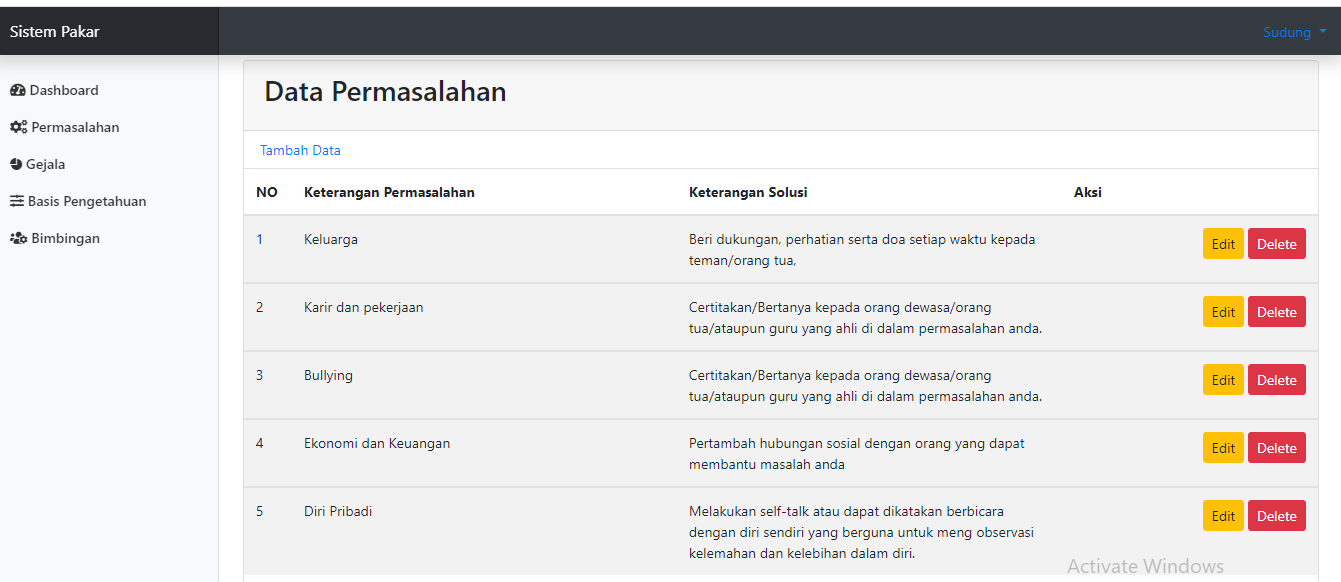 Sistem Pakar
Sudung
Dashboard
Permasalahan
Gejala
Basis Pengetahuan
Bimbingan
Data Permasalahan
Tambah Data
NO Keterangan Permasalahan Keterangan Solusi Aksi
1 Keluarga Beri dukungan, perhatian serta doa setiap waktu kepada Edit Delete
teman/orang tua,
2 Karir dan pekerjaan Certitakan/Bertanya kepada orang dewasa/orang Edit Delete
tua/ataupun guru yang ahli di dalam permasalahan anda.
3 Bullying Certitakan/Bertanya kepada orang dewasa/orang Edit Delete
tua/ataupun guru yang ahli di dalam permasalahan anda.
4 Ekonomi dan Keuangan Pertambah hubungan sosial dengan orang yang dapat Edit Delete
membantu masalah anda
5 Diri Pribadi Melakukan self-talk atau dapat dikatakan berbicara Edit Delete
dengan diri sendiri yang berguna untuk meng observasi
kelemahan dan kelebihan dalam diri.
Activate Windows